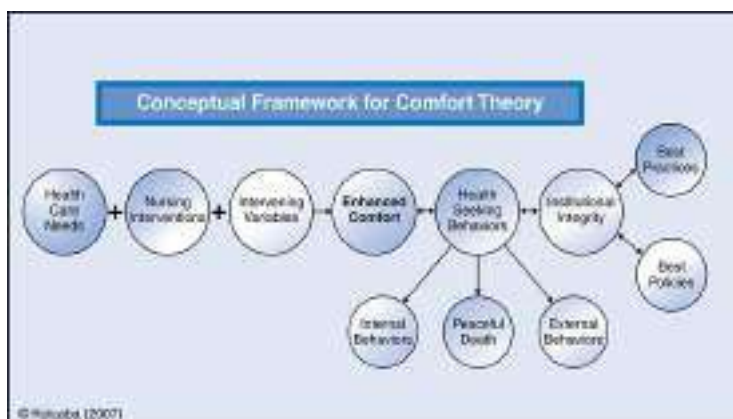 Conceptual Framework for Comfort Theory
Health
Care
Needs
+
Nursing
Interventions
+
Intervening
Variables
Enhanced
Comfort
Health
Seeking
Behaviors
Institutional
Integrity
Best
Practices
Best
Policies
Internal
Behaviors
Peaceful
Death
External
Behaviors
© Kolcaba (2007)